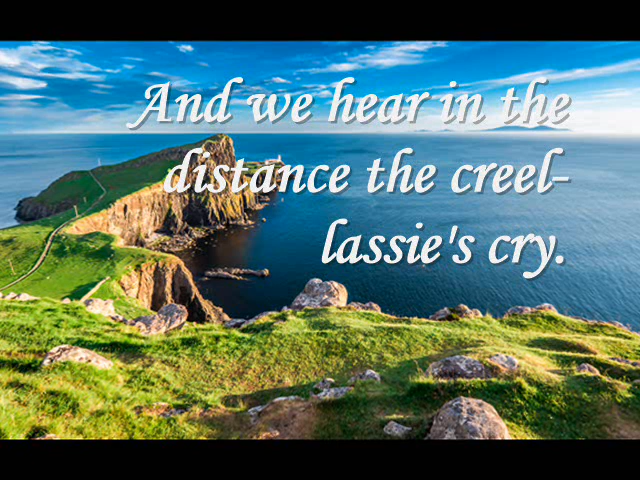 And we hear in the
distance the creel-
lassie's cry.